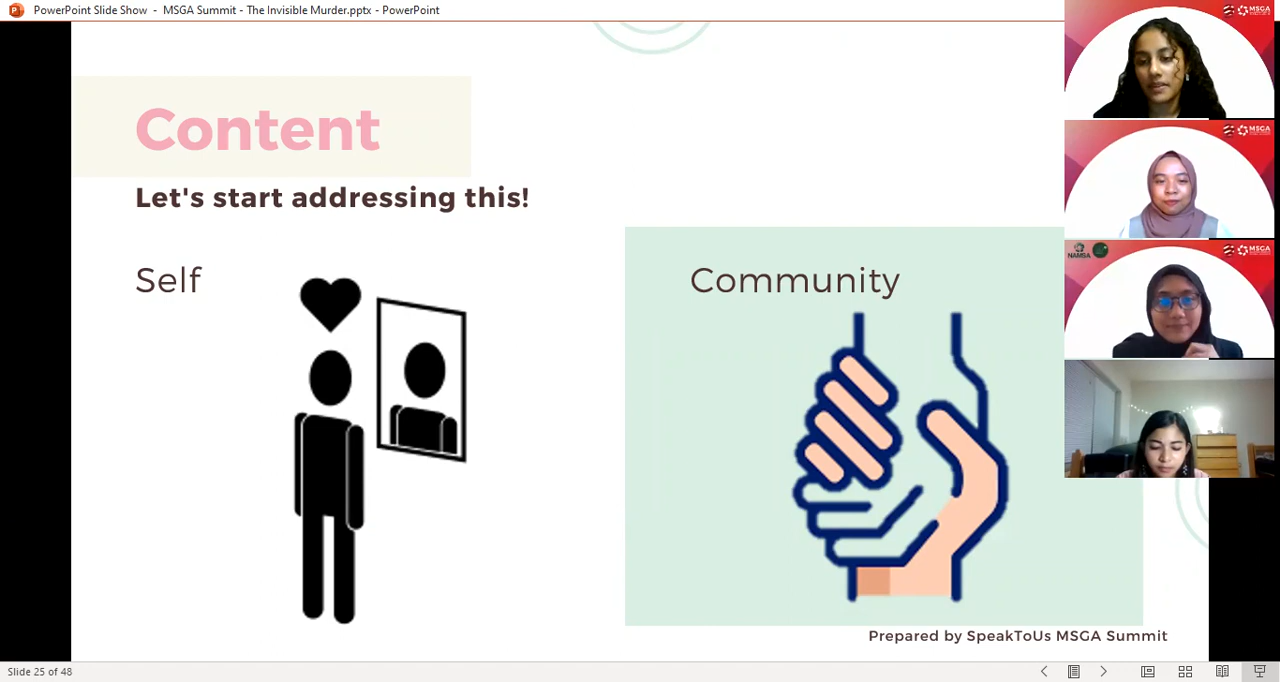 PowerPoint Slide Show - MSGA Summit - The Invisible Murder.pptx - PowerPoint
MSGA
Content
Let's start addressing this!
MSGA
Self
Community
NAMSA
MSGA
Prepared by SpeakToUs MSGA Summit
Slide 25 of 48